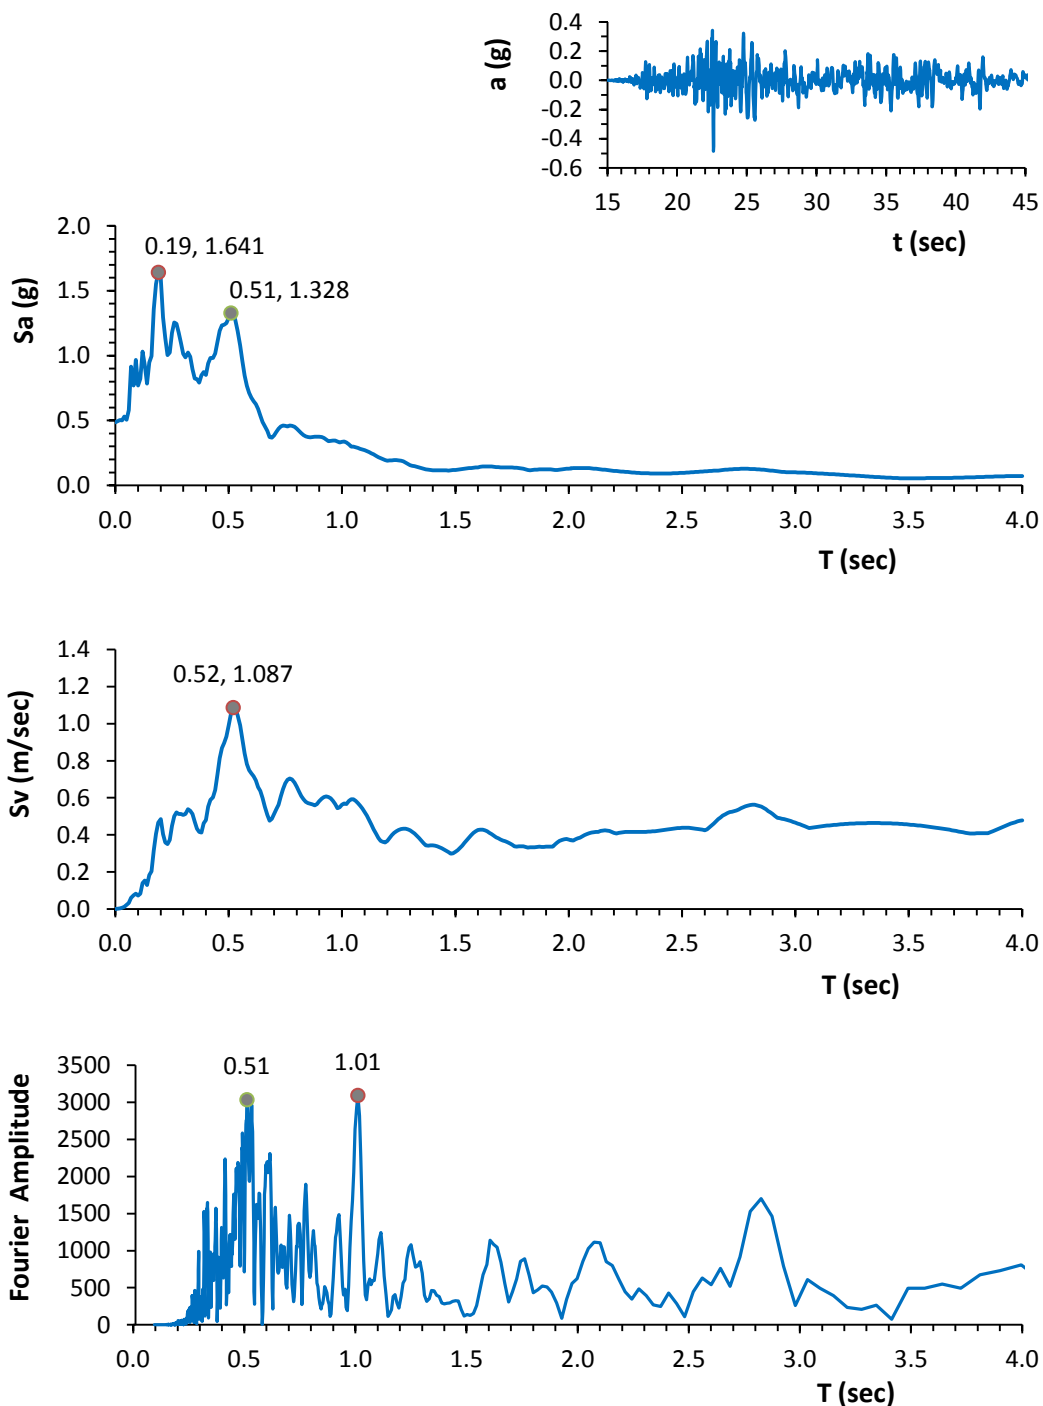 a (g)
0.4
0.2
0.0
-0.2
-0.4
-0.6
15 20 25 30 35 40 45
t (sec)
Sa (g)
2.0
1.5
1.0
0.5
0.0
0.19, 1.641
0.51, 1.328
0.0 0.5 1.0 1.5 2.0 2.5 3.0 3.5 4.0
T (sec)
Sv (m/sec)
1.4
1.2
1.0
0.8
0.6
0.4
0.2
0.0
0.52, 1.087
0.0 0.5 1.0 1.5 2.0 2.5 3.0 3.5 4.0
T (sec)
Fourier Amplitude
3500
3000
2500
2000
1500
1000
500
0
0.51
1.01
0.0 0.5 1.0 1.5 2.0 2.5 3.0 3.5 4.0
T (sec)